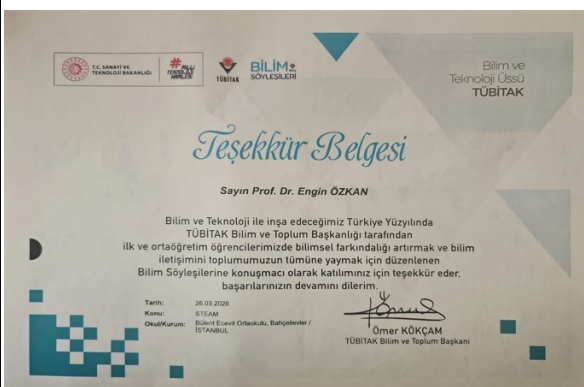 T.C. SANAYİ VE
TEKNOLOJİ BAKANLIĞI
#MİLLİ
TEKNOLOJİ
HAMLESİ
TÜBİTAK
BİLİM
SÖYLEŞİLERİ
Bilim ve
Teknoloji Üssü
TÜBİTAK
Teşekkür Belgesi
Sayın Prof. Dr. Engin ÖZKAN
Bilim ve Teknoloji ile inşa edeceğimiz Türkiye Yüzyılında
TÜBİTAK Bilim ve Toplum Başkanlığı tarafından
ilk ve ortaöğretim öğrencilerimizde bilimsel farkındalığı artırmak ve bilim
iletişimini toplumumuzun tümüne yaymak için düzenlenen
Bilim Söyleşilerine konuşmacı olarak katılımınız için teşekkür eder,
başarılarınızın devamını dilerim.
Tarih: 26.03.2026
Konu: STEAM
Okul/Kurum: Bülent Ecevit Ortaokulu, Bahçelievler /
İSTANBUL
Ömer KÖKÇAM
TÜBİTAK Bilim ve Toplum Başkanı